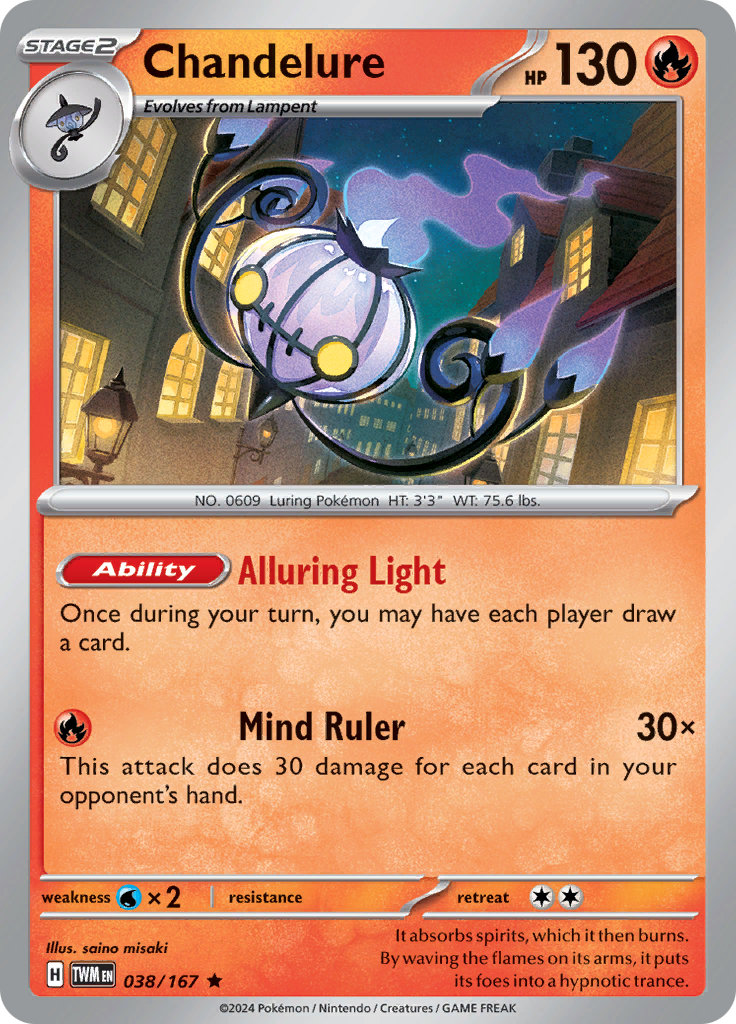 STAGE2
Chandelure
HP 130
Evolves from Lampent
NO. 0609 Luring Pokémon HT: 3'3" WT: 75.6 lbs.
Ability Alluring Light
Once during your turn, you may have each player draw
a card.
Mind Ruler 30×
This attack does 30 damage for each card in your
opponent's hand.
weakness ×2 resistance retreat
Illus. saino misaki
It absorbs spirits, which it then burns.
By waving the flames on its arms, it puts
its foes into a hypnotic trance.
H TWM EN 038/167 ★
©2024 Pokémon / Nintendo / Creatures / GAME FREAK